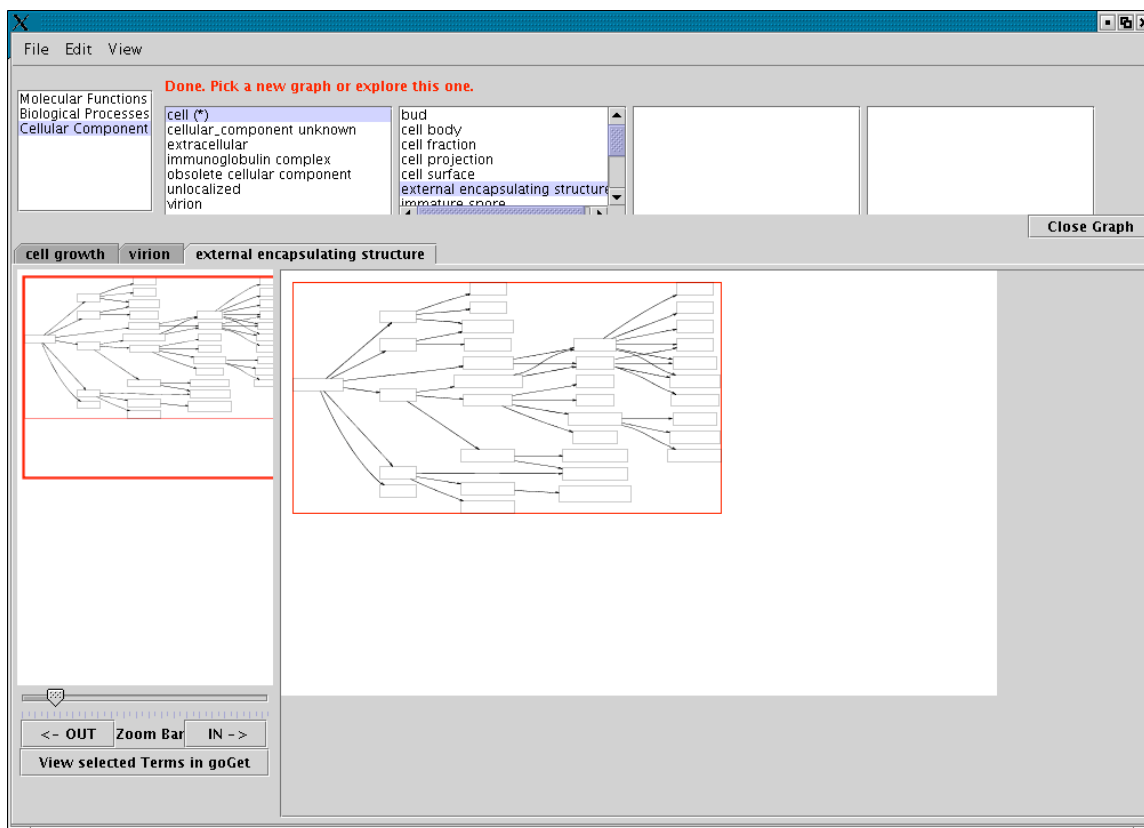 File Edit View
Done. Pick a new graph or explore this one.
Molecular Functions
Biological Processes
Cellular Component
cell (*)
cellular_component unknown
extracellular
immunoglobulin complex
obsolete cellular component
unlocalized
virion
bud
cell body
cell fraction
cell projection
cell surface
external encapsulating structure
immature spore
Close Graph
cell growth virion external encapsulating structure
<- OUT Zoom Bar IN ->
View selected Terms in goGet